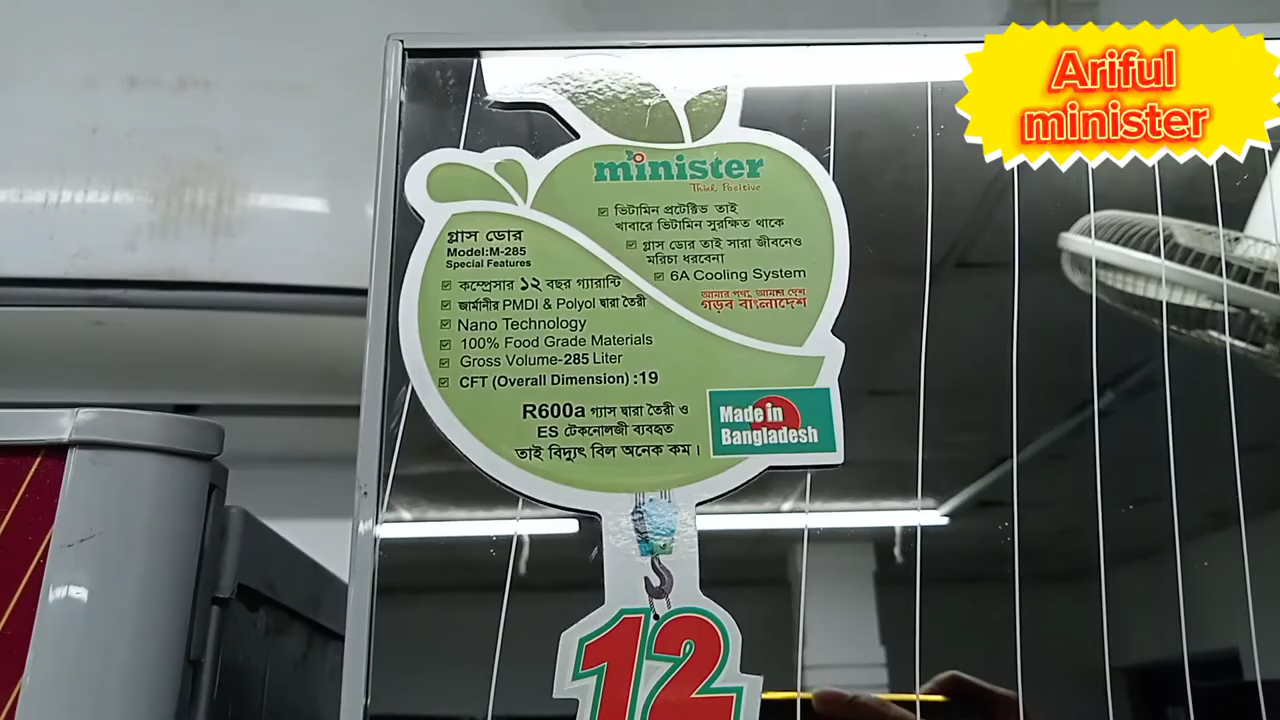 Ariful
minister
minister
Think Positive
☑ ভিটামিন প্রটেক্টিভ তাই
খাবারে ভিটামিন সুরক্ষিত থাকে
☑ গ্লাস ডোর তাই সারা জীবনেও
মরিচা ধরবেনা
☑ 6A Cooling System
আমার পণ্য, আমার দেশ
গড়ব বাংলাদেশ
গ্লাস ডোর
Model:M-285
Special Features
☑ কম্প্রেসার ১২ বছর গ্যারান্টি
☑ জার্মানীর PMDI & Polyol দ্বারা তৈরী
☑ Nano Technology
☑ 100% Food Grade Materials
☑ Gross Volume-285 Liter
☑ CFT (Overall Dimension) :19
R600a গ্যাস দ্বারা তৈরী ও
ES টেকনোলজী ব্যবহৃত
তাই বিদ্যুৎ বিল অনেক কম।
Made in
Bangladesh
12